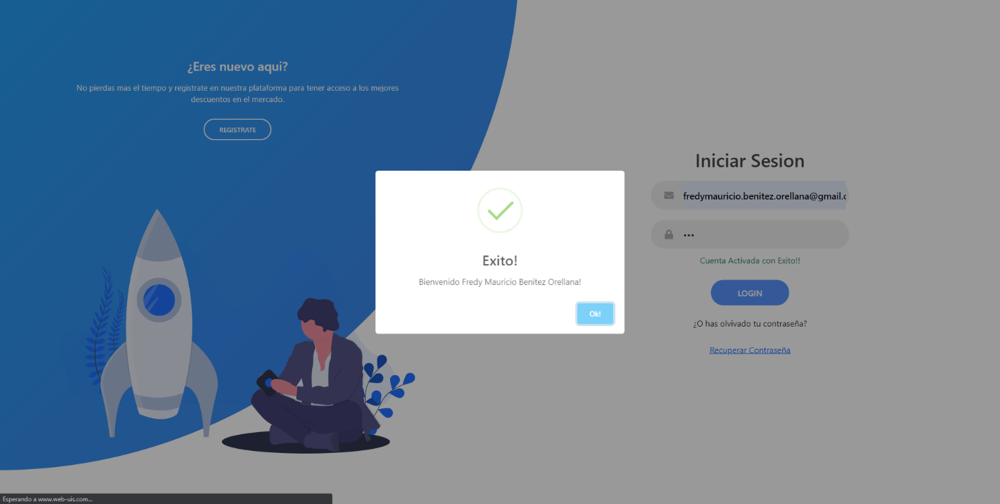 ¿Eres nuevo aqui?
No pierdas mas el tiempo y registrate en nuestra plataforma para tener acceso a los mejores
descuentos en el mercado.
REGISTRATE
Iniciar Sesion
fredymauricio.benitez.orellana@gmail.c
•••
Cuenta Activada con Exito!!
LOGIN
¿O has olvivado tu contraseña?
Recuperar Contraseña
Exito!
Bienvenido Fredy Mauricio Benitez Orellana!
Ok!
Esperando a www.web-uis.com...